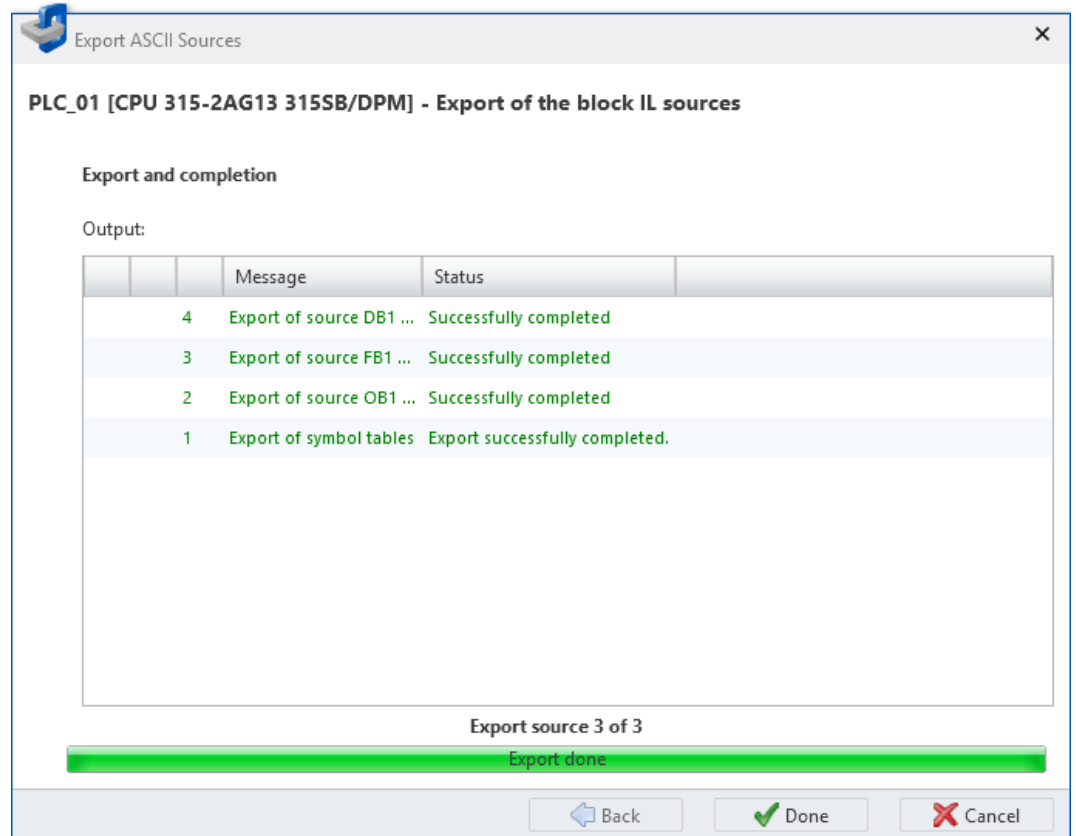 Export ASCII Sources
PLC_01 [CPU 315-2AG13 315SB/DPM] - Export of the block IL sources
Export and completion
Output:
Message Status
4 Export of source DB1 ... Successfully completed
3 Export of source FB1 ... Successfully completed
2 Export of source OB1 ... Successfully completed
1 Export of symbol tables Export successfully completed.
Export source 3 of 3
Export done
Back Done Cancel